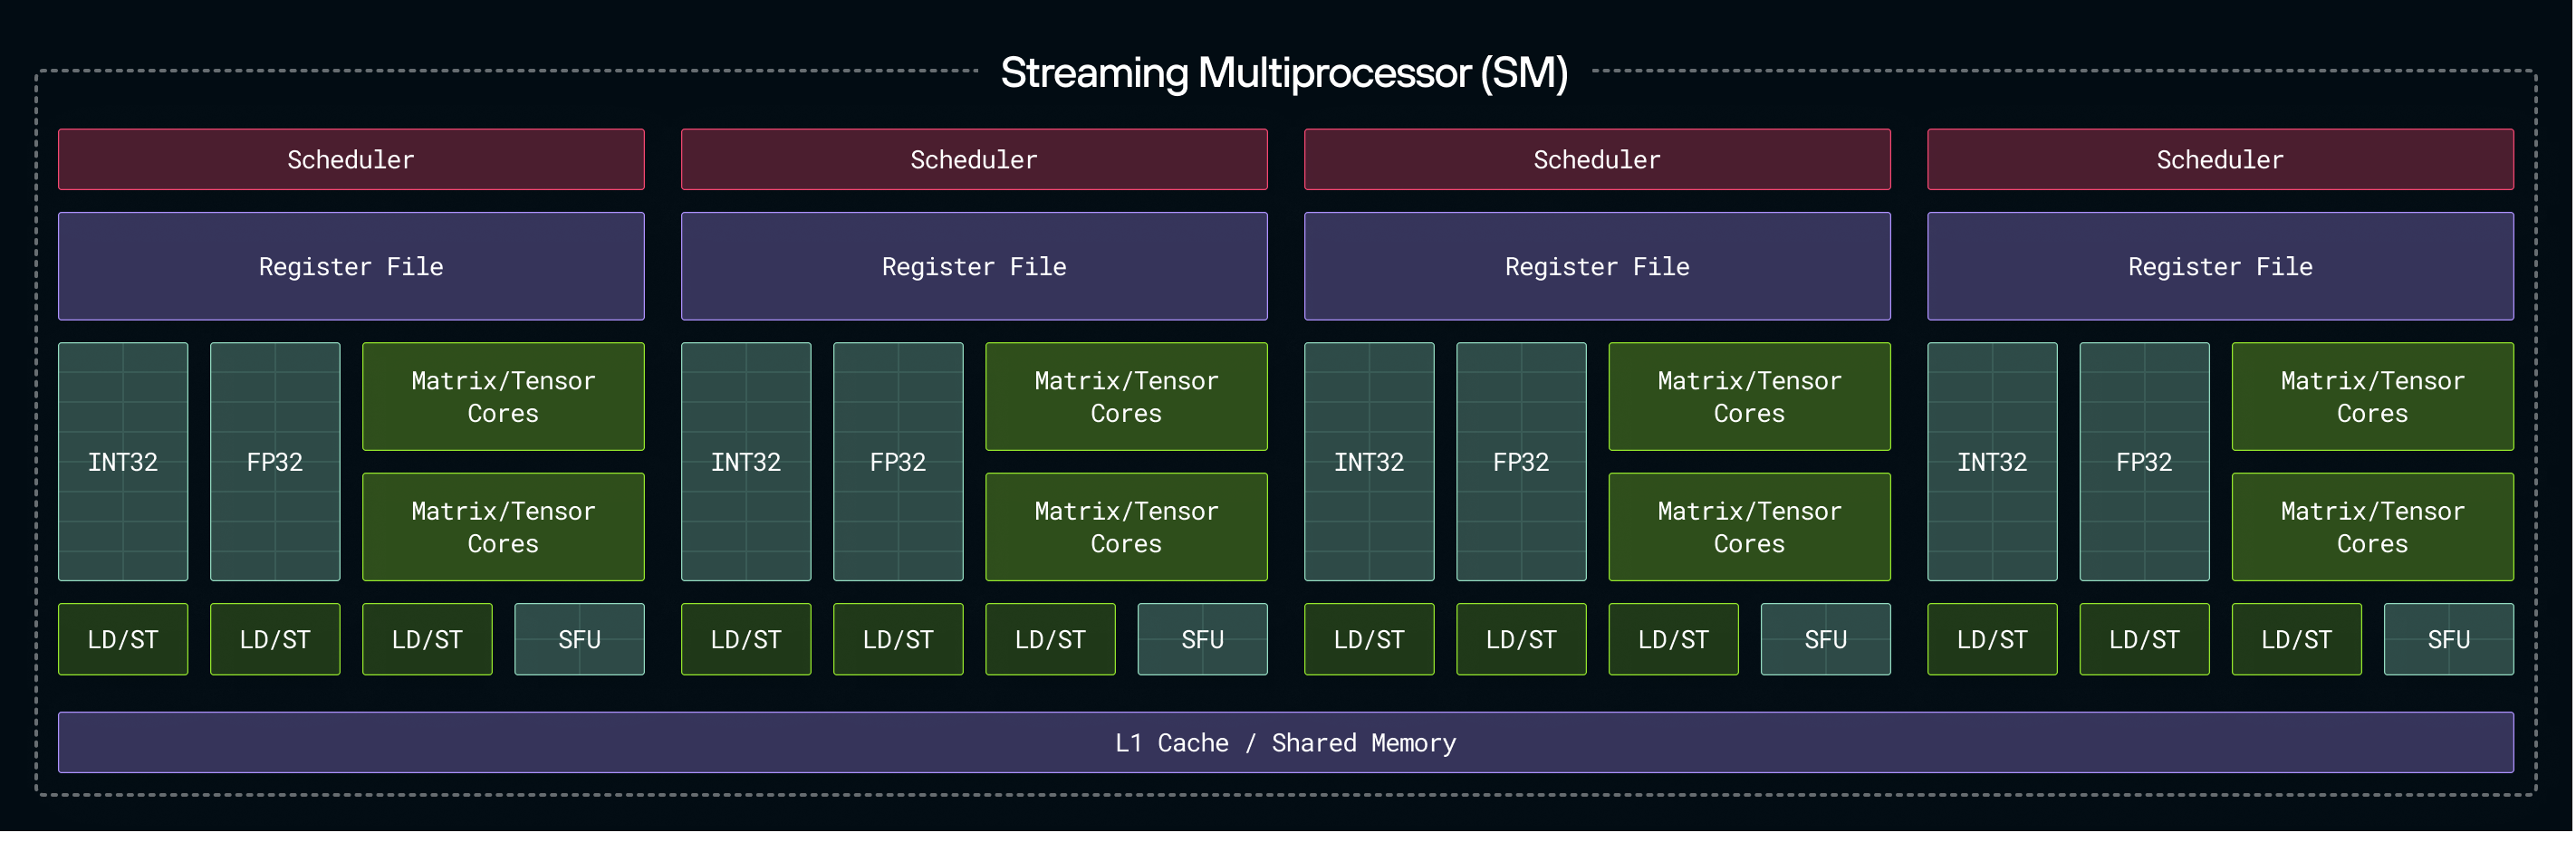 Streaming Multiprocessor (SM)
Scheduler
Scheduler
Scheduler
Scheduler
Register File
Register File
Register File
Register File
INT32
FP32
Matrix/Tensor
Cores
Matrix/Tensor
Cores
INT32
FP32
Matrix/Tensor
Cores
Matrix/Tensor
Cores
INT32
FP32
Matrix/Tensor
Cores
Matrix/Tensor
Cores
INT32
FP32
Matrix/Tensor
Cores
Matrix/Tensor
Cores
LD/ST
LD/ST
LD/ST
SFU
LD/ST
LD/ST
LD/ST
SFU
LD/ST
LD/ST
LD/ST
SFU
LD/ST
LD/ST
LD/ST
SFU
L1 Cache / Shared Memory